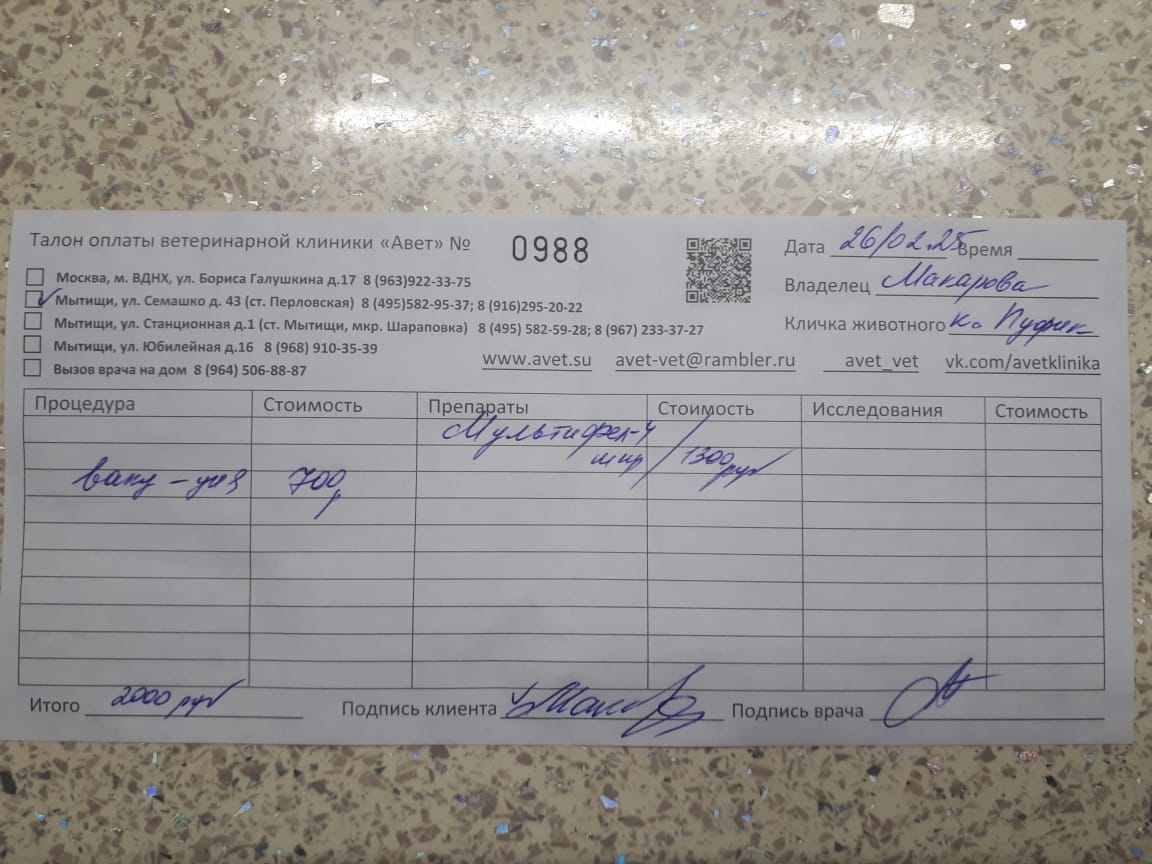 Талон оплаты ветеринарной клиники «Авет» № 0988
Москва, м. ВДНХ, ул. Бориса Галушкина д.17 8 (963)922-33-75
Мытищи, ул. Семашко д. 43 (ст. Перловская) 8 (495)582-95-37; 8 (916)295-20-22
Мытищи, ул. Станционная д.1 (ст. Мытищи, мкр. Шараповка) 8 (495) 582-59-28; 8 (967) 233-37-27
Мытищи, ул. Юбилейная д.16 8 (968) 910-35-39
Вызов врача на дом 8 (964) 506-88-87
www.avet.su avet-vet@rambler.ru avet_vet vk.com/avetklinika
Дата 26/02.25 Время
Владелец Макарова
Кличка животного к. Пуфик
Процедура Стоимость Препараты Стоимость Исследования Стоимость
Мультифел-4
1300 руб
вакц-ция 700р
Итого 2000 руб Подпись клиента Подпись врача